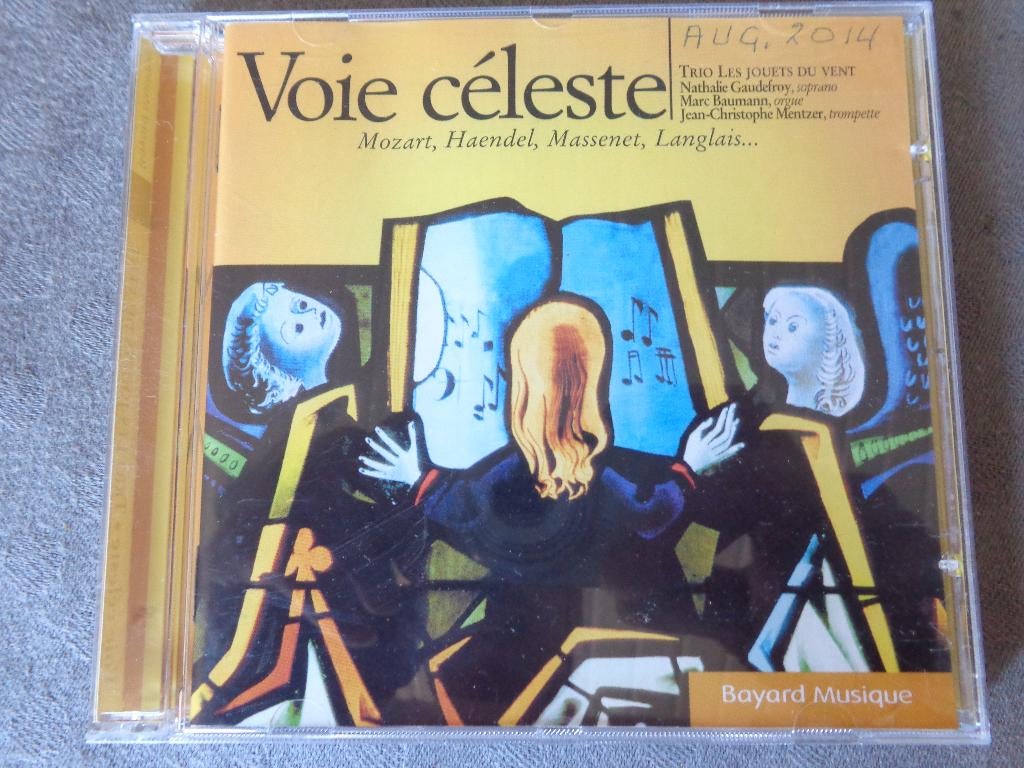 AUG. 2014
Voie céleste
TRIO LES JOUETS DU VENT
Nathalie Gaudefroy, soprano
Marc Baumann, orgue
Jean-Christophe Mentzer, trompette
Mozart, Haendel, Massenet, Langlais...
Bayard Musique